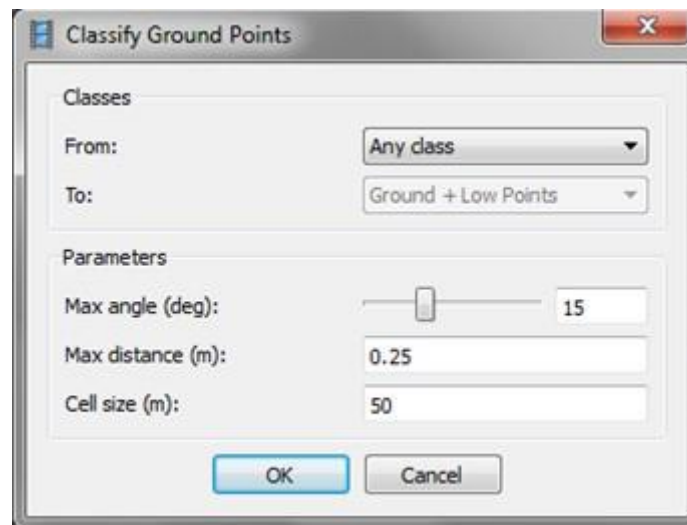 Classify Ground Points
Classes
From: Any class
To: Ground + Low Points
Parameters
Max angle (deg): 15
Max distance (m): 0.25
Cell size (m): 50
OK Cancel